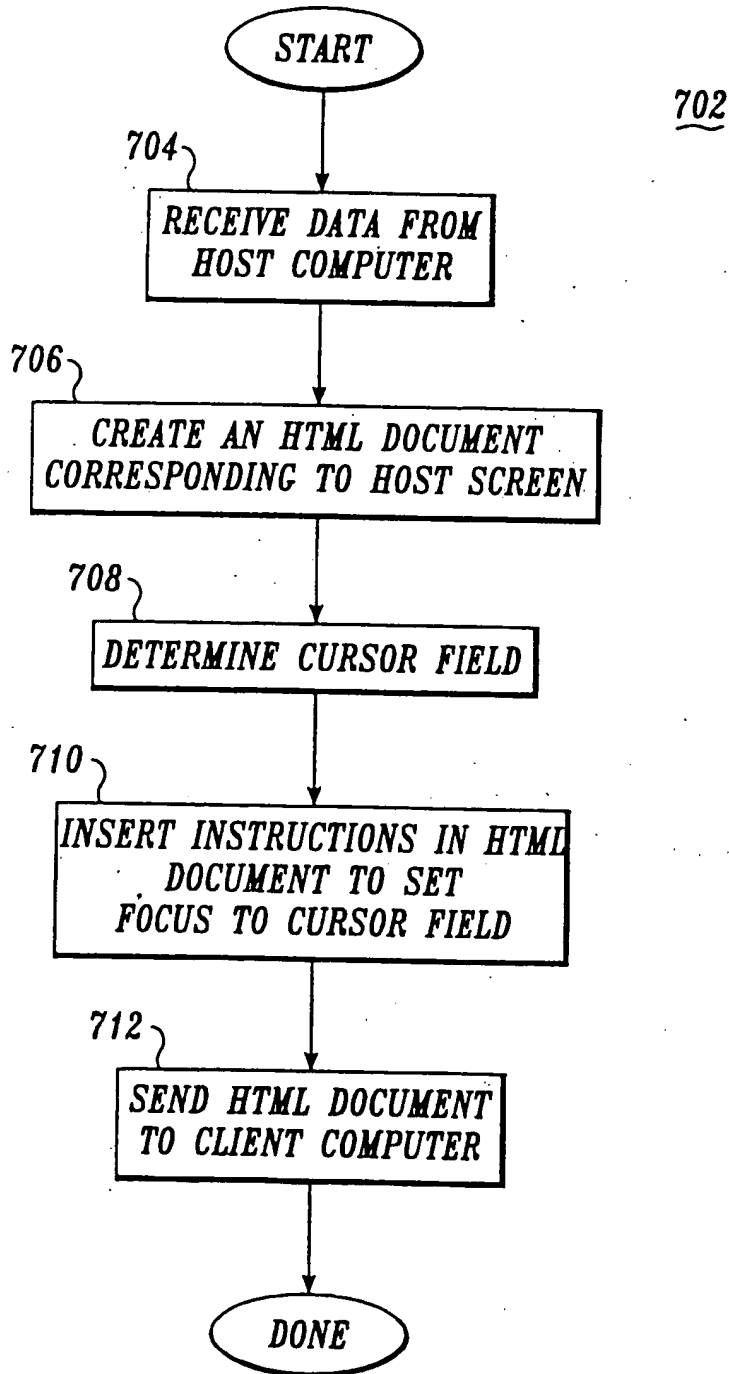 START
702
704
RECEIVE DATA FROM
HOST COMPUTER
706
CREATE AN HTML DOCUMENT
CORRESPONDING TO HOST SCREEN
708
DETERMINE CURSOR FIELD
710
INSERT INSTRUCTIONS IN HTML
DOCUMENT TO SET
FOCUS TO CURSOR FIELD
712
SEND HTML DOCUMENT
TO CLIENT COMPUTER
DONE